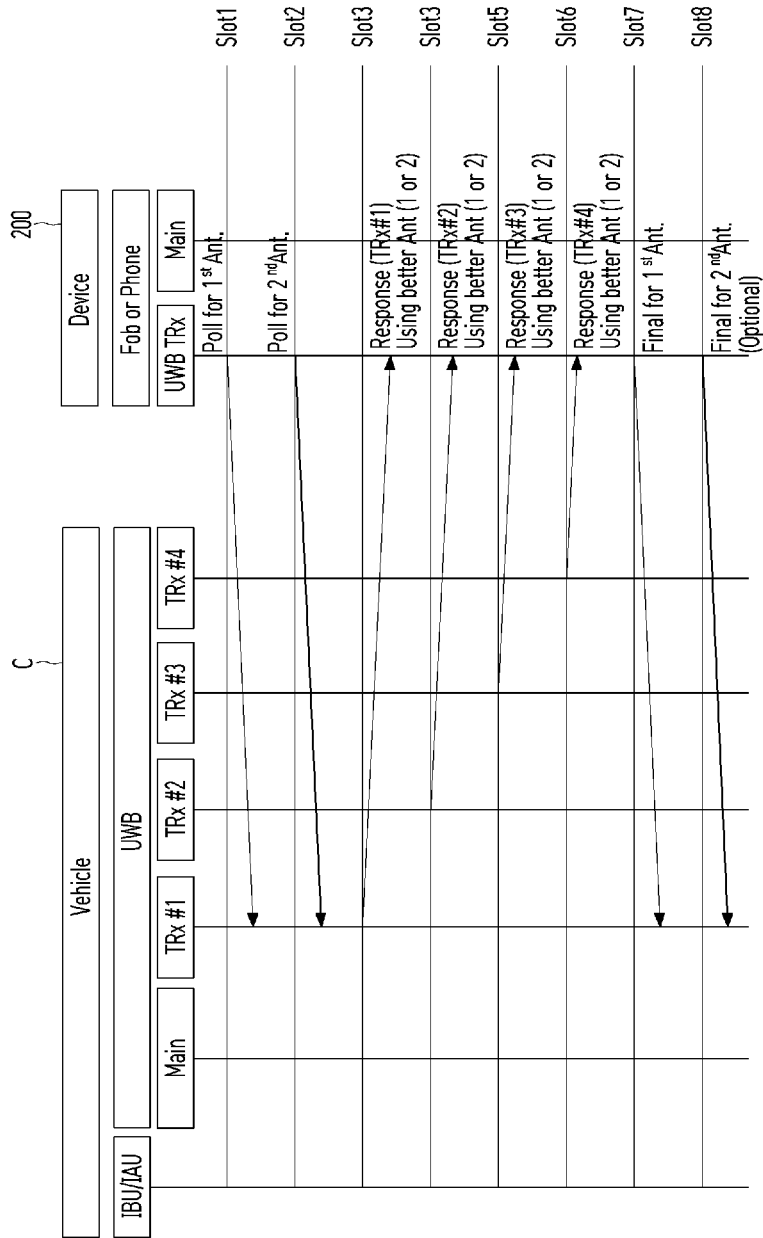 C
200
Vehicle
Device
IBU/IAU
UWB
Fob or Phone
Main
TRx #1
TRx #2
TRx #3
TRx #4
UWB TRx
Main
Poll for 1st Ant.
Slot1
Poll for 2nd Ant.
Slot2
Slot3
Response (TRx#1)
Using better Ant (1 or 2)
Slot3
Response (TRx#2)
Using better Ant (1 or 2)
Slot5
Response (TRx#3)
Using better Ant (1 or 2)
Slot6
Response (TRx#4)
Using better Ant (1 or 2)
Slot7
Final for 1st Ant.
Slot8
Final for 2nd Ant.
(Optional)